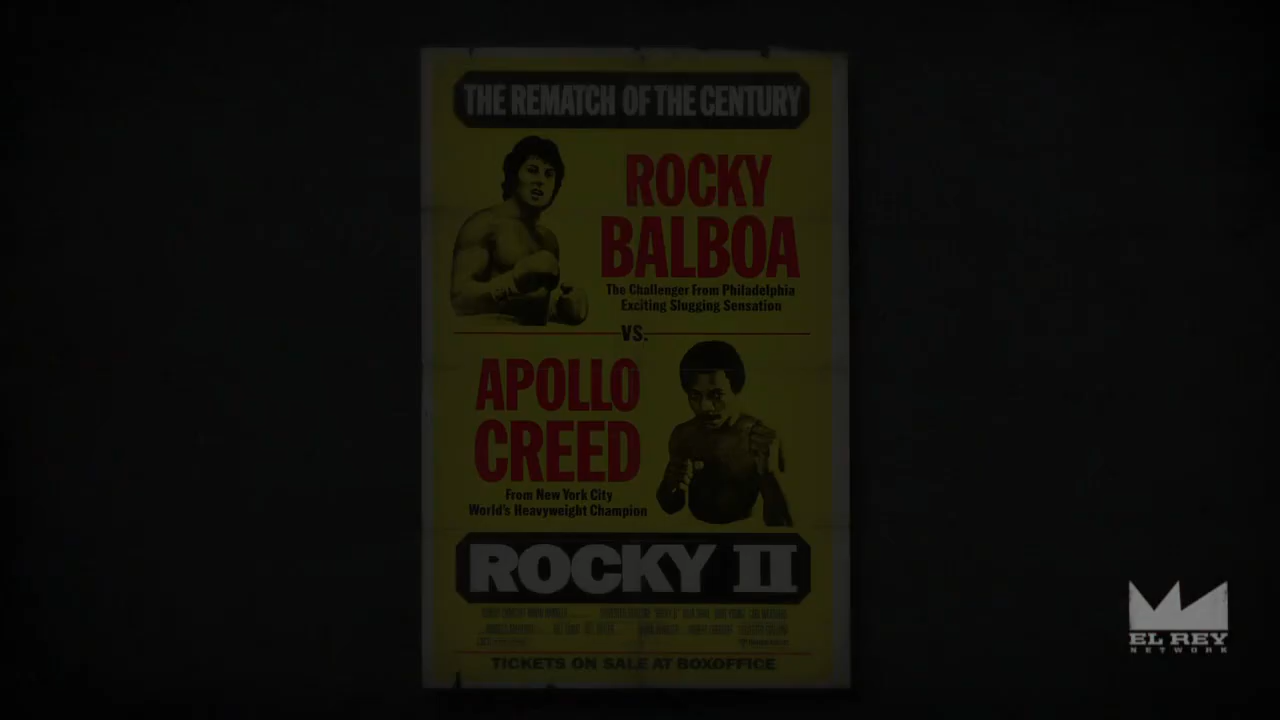 THE REMATCH OF THE CENTURY
ROCKY
BALBOA
The Challenger From Philadelphia
Exciting Slugging Sensation
VS.
APOLLO
CREED
From New York City
World's Heavyweight Champion
ROCKY II
TICKETS ON SALE AT BOXOFFICE
EL REY
NETWORK